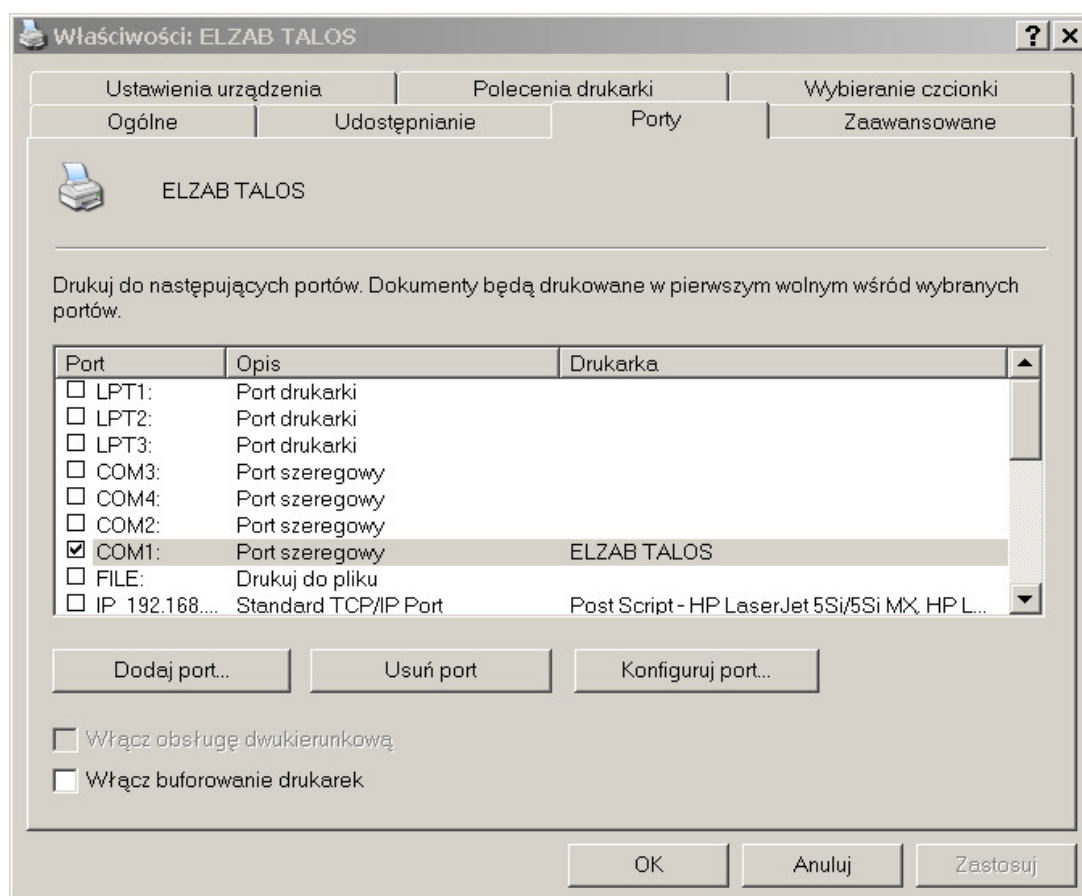 Właściwości: ELZAB TALOS
Ustawienia urządzenia Polecenia drukarki Wybieranie czcionki
Ogólne Udostępnianie Porty Zaawansowane
ELZAB TALOS
Drukuj do następujących portów. Dokumenty będą drukowane w pierwszym wolnym wśród wybranych
portów.
Port Opis Drukarka
LPT1: Port drukarki
LPT2: Port drukarki
LPT3: Port drukarki
COM3: Port szeregowy
COM4: Port szeregowy
COM2: Port szeregowy
COM1: Port szeregowy ELZAB TALOS
FILE: Drukuj do pliku
IP_192.168.... Standard TCP/IP Port Post Script - HP LaserJet 5Si/5Si MX, HP L...
Dodaj port... Usuń port Konfiguruj port...
Włącz obsługę dwukierunkową
Włącz buforowanie drukarek
OK Anuluj Zastosuj